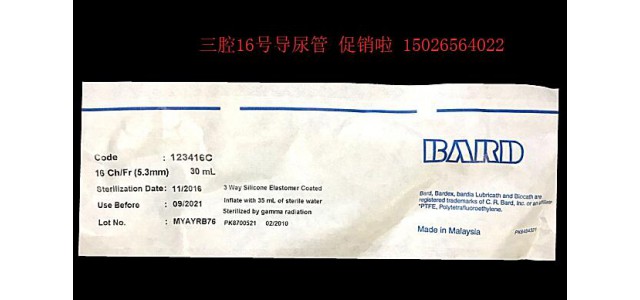 三腔16号导尿管 促销啦 15026564022
BARD
Code : 123416C
16 Ch/Fr (5.3mm) 30 mL
Sterilization Date: 11/2016 3 Way Silicone Elastomer Coated
Use Before : 09/2021 Inflate with 35 mL of sterile water
Sterilized by gamma radiation
Lot No. : MYAYRB76 PK8700521 02/2010
Bard, Bardex, bardia Lubricath and Biocath are
registered trademarks of C. R. Bard, Inc. or an affiliate
*PTFE, Polytetrafluoroethylene.
Made in Malaysia